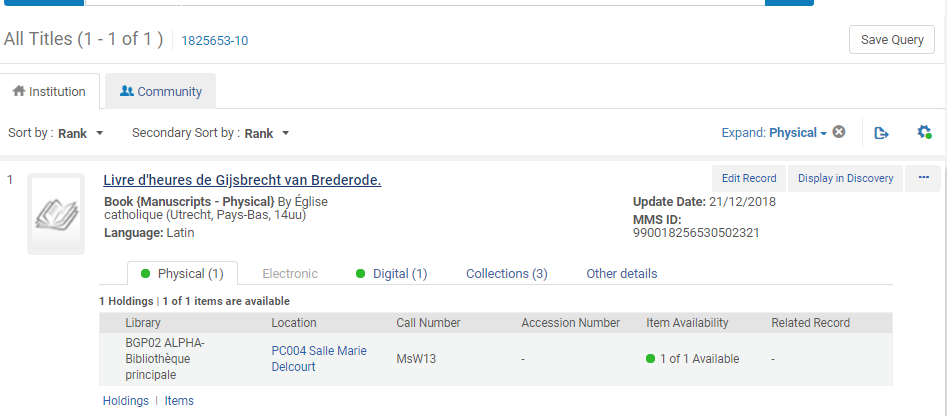 All Titles (1 - 1 of 1 ) 1825653-10 Save Query
Institution Community
Sort by : Rank Secondary Sort by : Rank Expand: Physical
1 Livre d'heures de Gijsbrecht van Brederode. Edit Record Display in Discovery ...
Book {Manuscripts - Physical} By Église
catholique (Utrecht, Pays-Bas, 14uu)
Language: Latin
Update Date: 21/12/2018
MMS ID:
990018256530502321
Physical (1) Electronic Digital (1) Collections (3) Other details
1 Holdings | 1 of 1 items are available
Library Location Call Number Accession Number Item Availability Related Record
BGP02 ALPHA-
Bibliothèque
principale
PC004 Salle Marie
Delcourt
MsW13 - 1 of 1 Available -
Holdings | Items